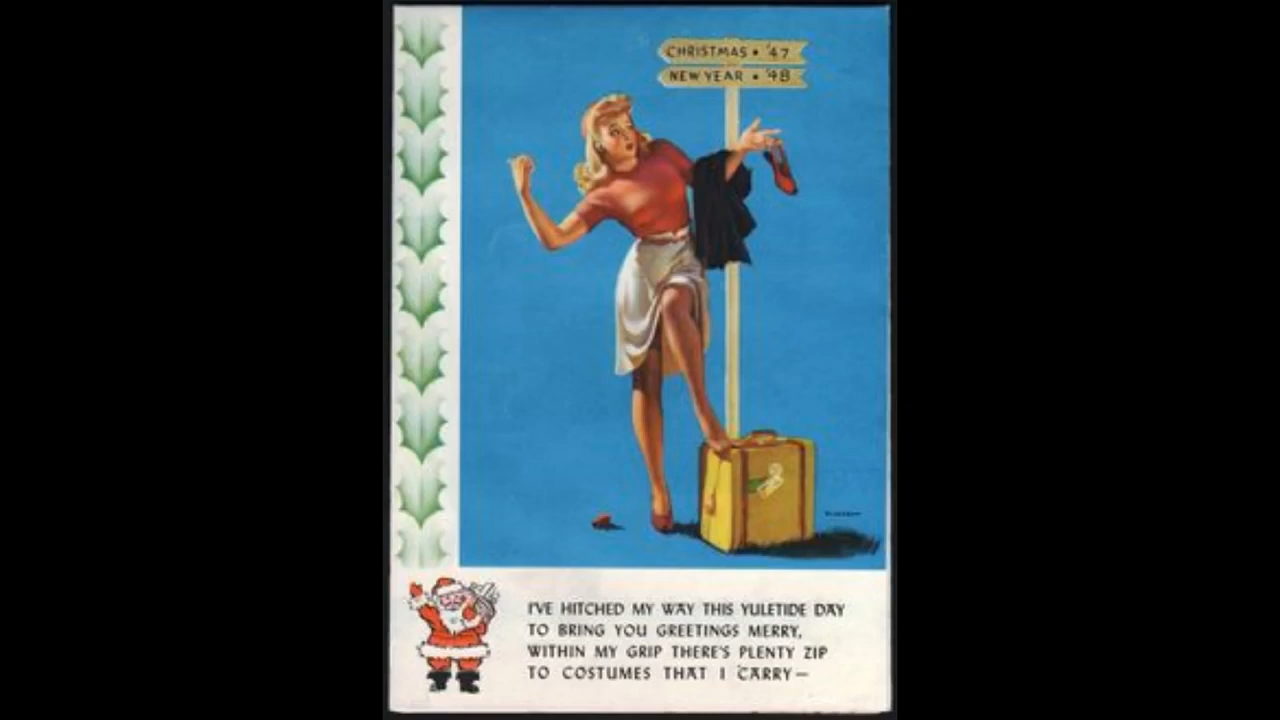 CHRISTMAS • '47
NEW YEAR • '48
I'VE HITCHED MY WAY THIS YULETIDE DAY
TO BRING YOU GREETINGS MERRY,
WITHIN MY GRIP THERE'S PLENTY ZIP
TO COSTUMES THAT I CARRY—